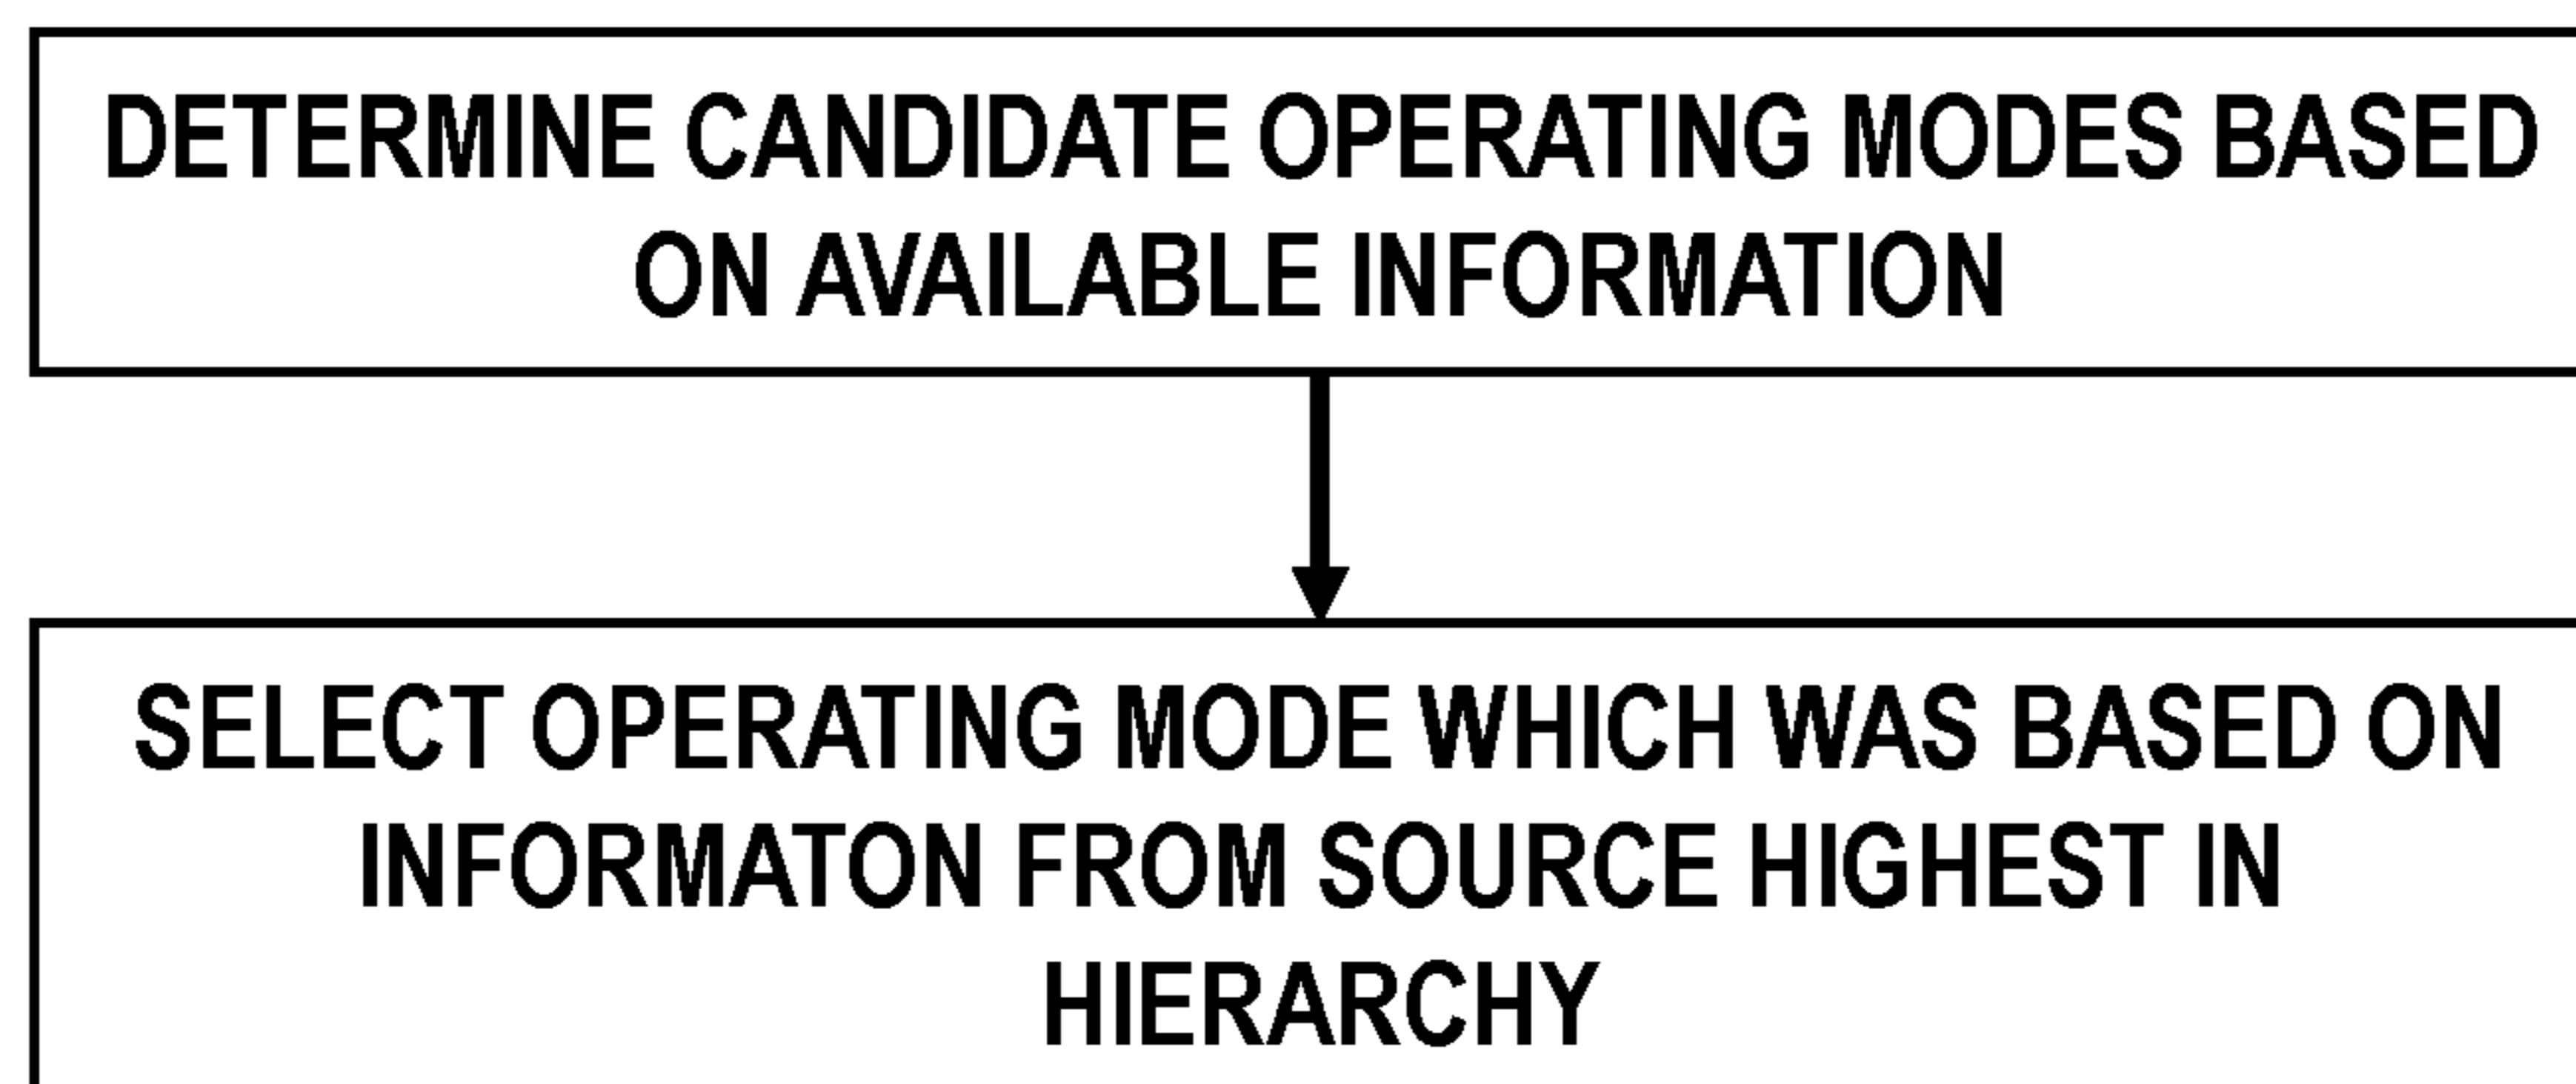 DETERMINE CANDIDATE OPERATING MODES BASED
ON AVAILABLE INFORMATION
SELECT OPERATING MODE WHICH WAS BASED ON
INFORMATON FROM SOURCE HIGHEST IN
HIERARCHY